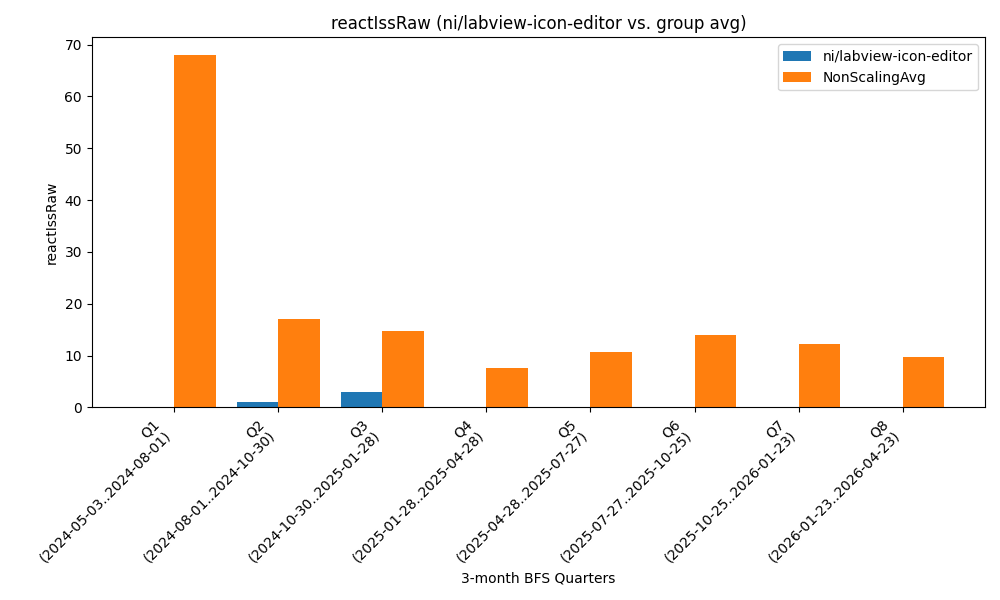 reactIssRaw (ni/labview-icon-editor vs. group avg)
ni/labview-icon-editor
NonScalingAvg
reactIssRaw
70
60
50
40
30
20
10
0
Q1
(2024-05-03..2024-08-01)
Q2
(2024-08-01..2024-10-30)
Q3
(2024-10-30..2025-01-28)
Q4
(2025-01-28..2025-04-28)
Q5
(2025-04-28..2025-07-27)
Q6
(2025-07-27..2025-10-25)
Q7
(2025-10-25..2026-01-23)
Q8
(2026-01-23..2026-04-23)
3-month BFS Quarters